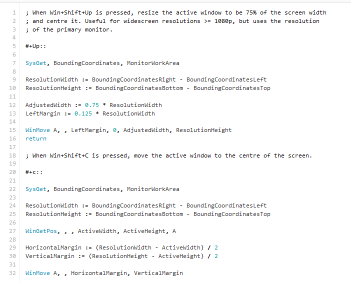 1 ; When Win+Shift+Up is pressed, resize the active window to be 75% of the screen width
2 ; and centre it. Useful for widescreen resolutions >= 1080p, but uses the resolution
3 ; of the primary monitor.
4
5 #+Up::
6
7 SysGet, BoundingCoordinates, MonitorWorkArea
8
9 ResolutionWidth := BoundingCoordinatesRight - BoundingCoordinatesLeft
10 ResolutionHeight := BoundingCoordinatesBottom - BoundingCoordinatesTop
11
12 AdjustedWidth := 0.75 * ResolutionWidth
13 LeftMargin := 0.125 * ResolutionWidth
14
15 WinMove A, , LeftMargin, 0, AdjustedWidth, ResolutionHeight
16 return
17
18 ; When Win+Shift+C is pressed, move the active window to the centre of the screen.
19
20 #+c::
21
22 SysGet, BoundingCoordinates, MonitorWorkArea
23
24 ResolutionWidth := BoundingCoordinatesRight - BoundingCoordinatesLeft
25 ResolutionHeight := BoundingCoordinatesBottom - BoundingCoordinatesTop
26
27 WinGetPos, , , ActiveWidth, ActiveHeight, A
28
29 HorizontalMargin := (ResolutionWidth - ActiveWidth) / 2
30 VerticalMargin := (ResolutionHeight - ActiveHeight) / 2
31
32 WinMove A, , HorizontalMargin, VerticalMargin